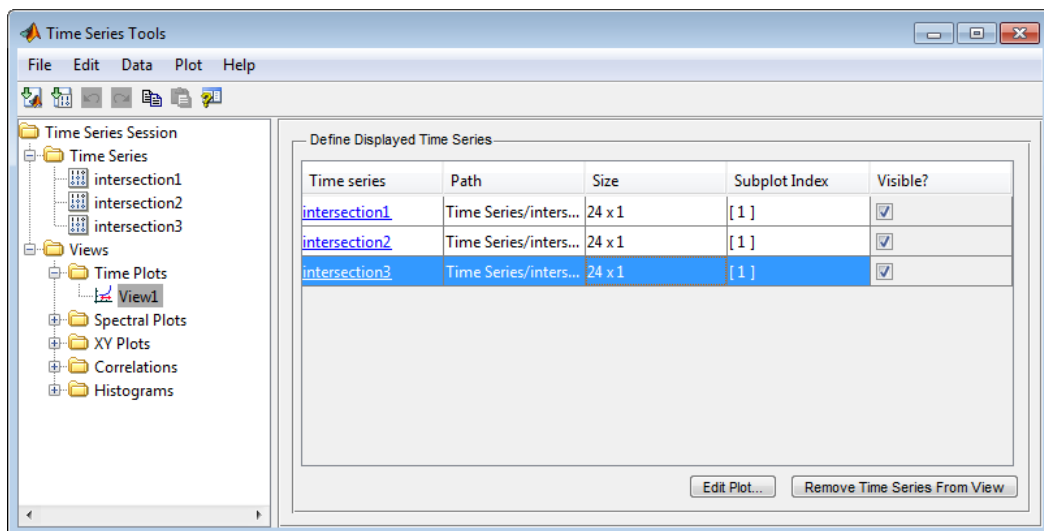 Time Series Tools
File Edit Data Plot Help
Time Series Session
Time Series
intersection1
intersection2
intersection3
Views
Time Plots
View1
Spectral Plots
XY Plots
Correlations
Histograms
Define Displayed Time Series
Time series Path Size Subplot Index Visible?
intersection1 Time Series/inters... 24 x 1 [ 1 ]
intersection2 Time Series/inters... 24 x 1 [ 1 ]
intersection3 Time Series/inters... 24 x 1 [ 1 ]
Edit Plot... Remove Time Series From View